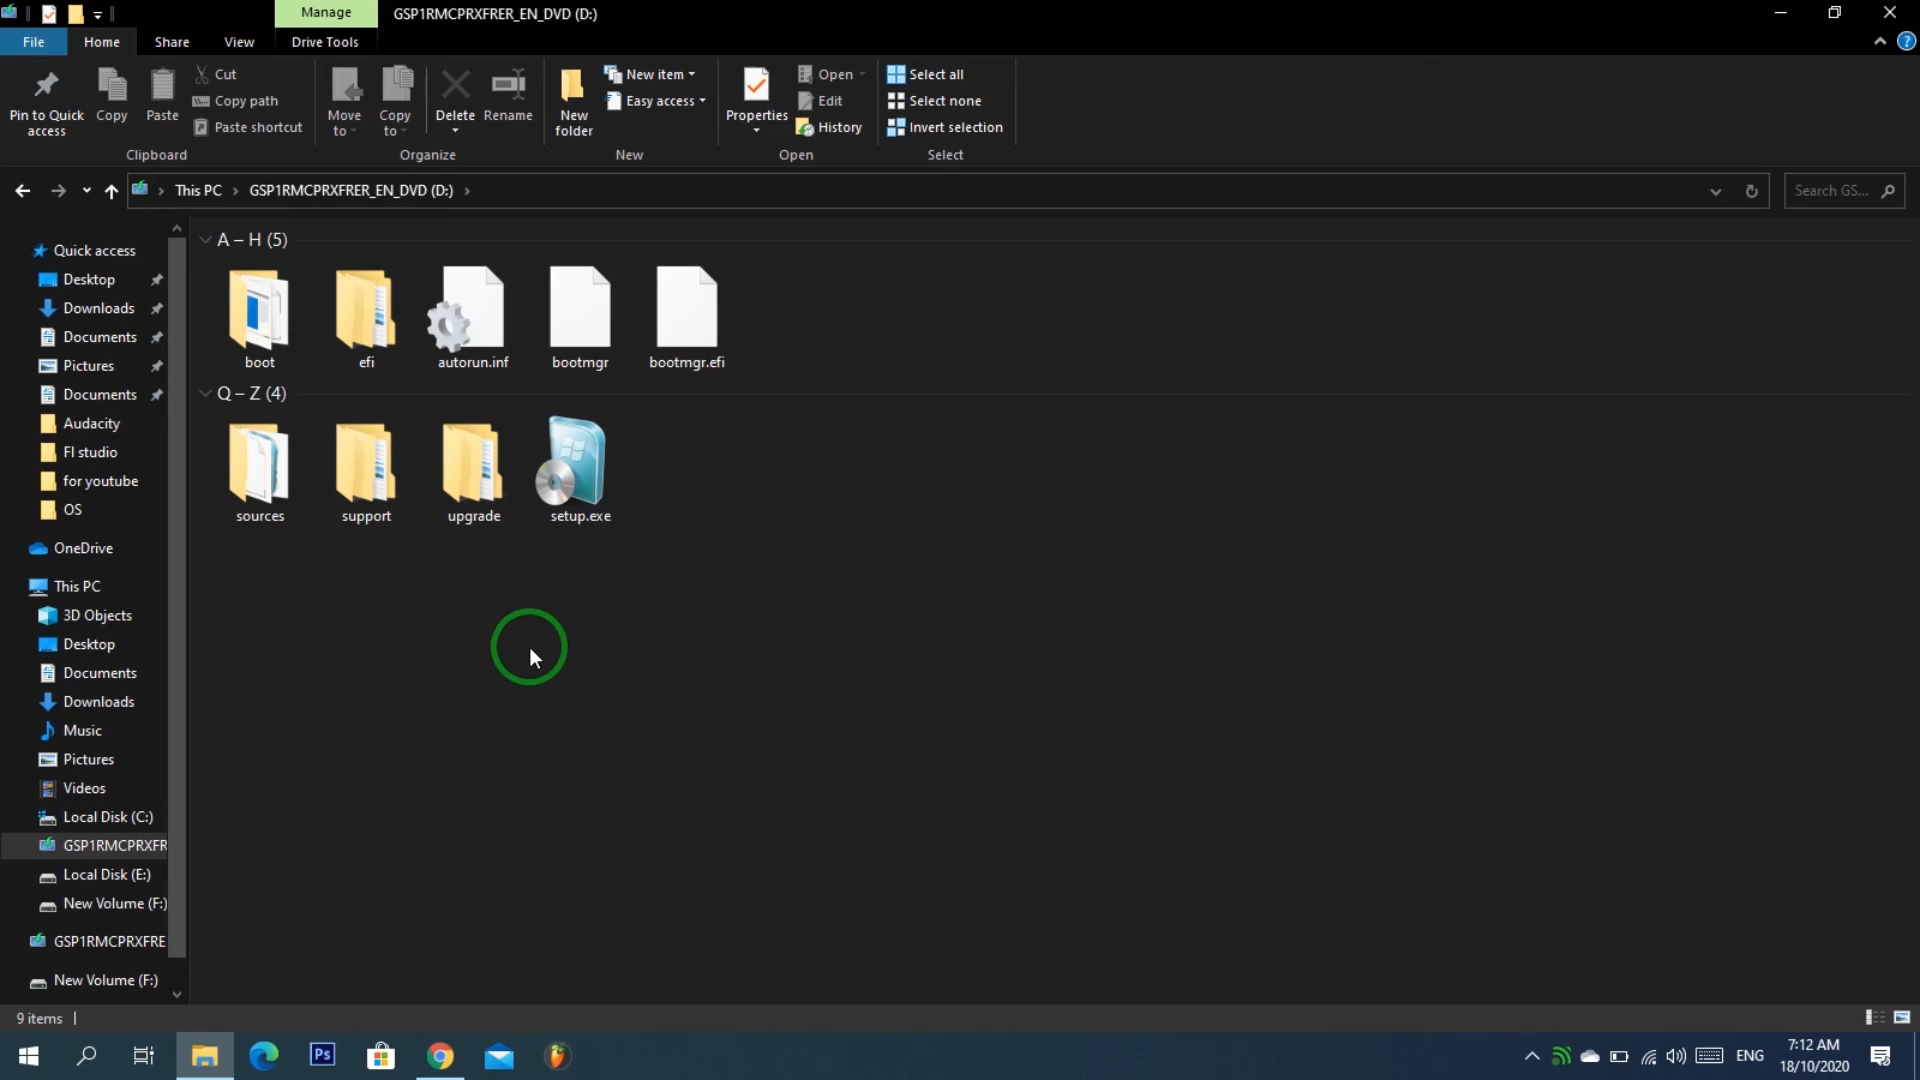 Manage
GSP1RMCPRXFRER_EN_DVD (D:)
File
Home
Share
View
Drive Tools
Pin to Quick
access
Copy
Paste
Cut
Copy path
Paste shortcut
Clipboard
Move
to
Copy
to
Delete
Rename
Organize
New
folder
New item
Easy access
New
Properties
Open
Edit
History
Open
Select all
Select none
Invert selection
Select
This PC
GSP1RMCPRXFRER_EN_DVD (D:)
Search GS...
Quick access
Desktop
Downloads
Documents
Pictures
Documents
Audacity
Fl studio
for youtube
OS
OneDrive
This PC
3D Objects
Desktop
Documents
Downloads
Music
Pictures
Videos
Local Disk (C:)
GSP1RMCPRXFR
Local Disk (E:)
New Volume (F:)
GSP1RMCPRXFRE
New Volume (F:)
A – H (5)
boot
efi
autorun.inf
bootmgr
bootmgr.efi
Q – Z (4)
sources
support
upgrade
setup.exe
9 items
Ps
ENG
7:12 AM
18/10/2020